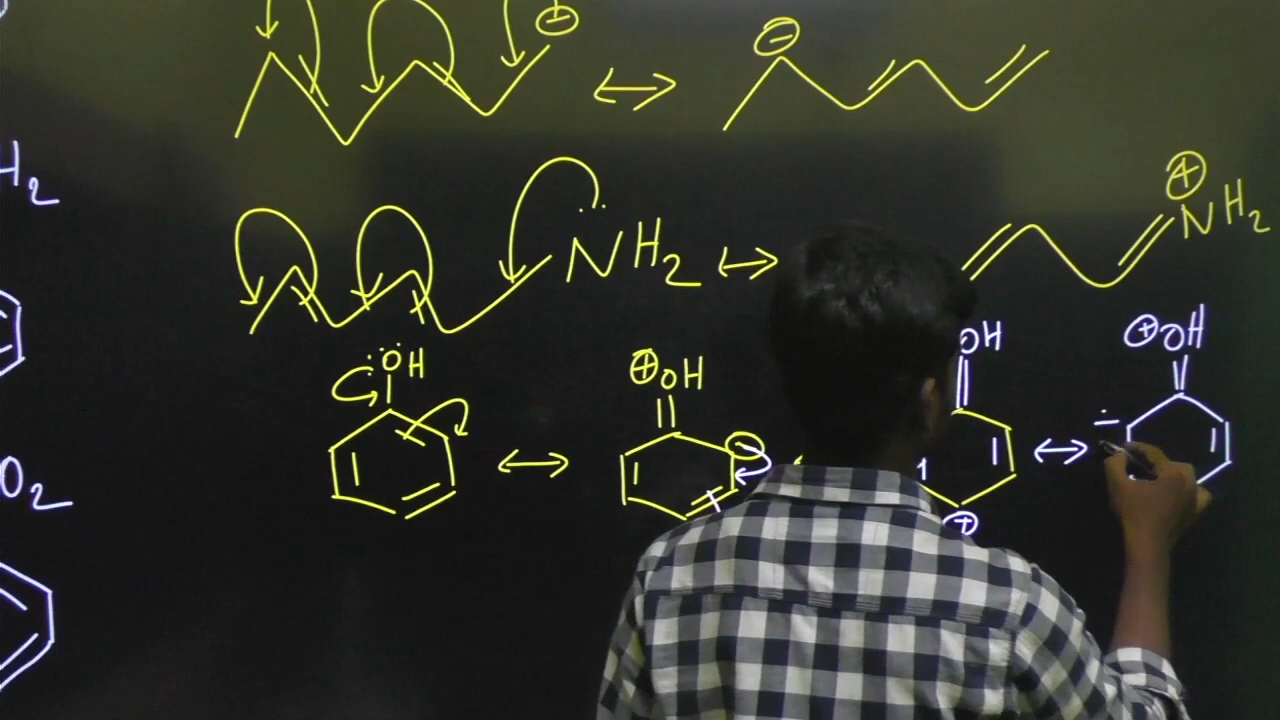 ⊖ ↔ ⊖
H2
NH2 ↔ ⊕NH2
OH ↔ ⊕OH OH ↔ ⊕OH
⊖ −
O2 ⊕